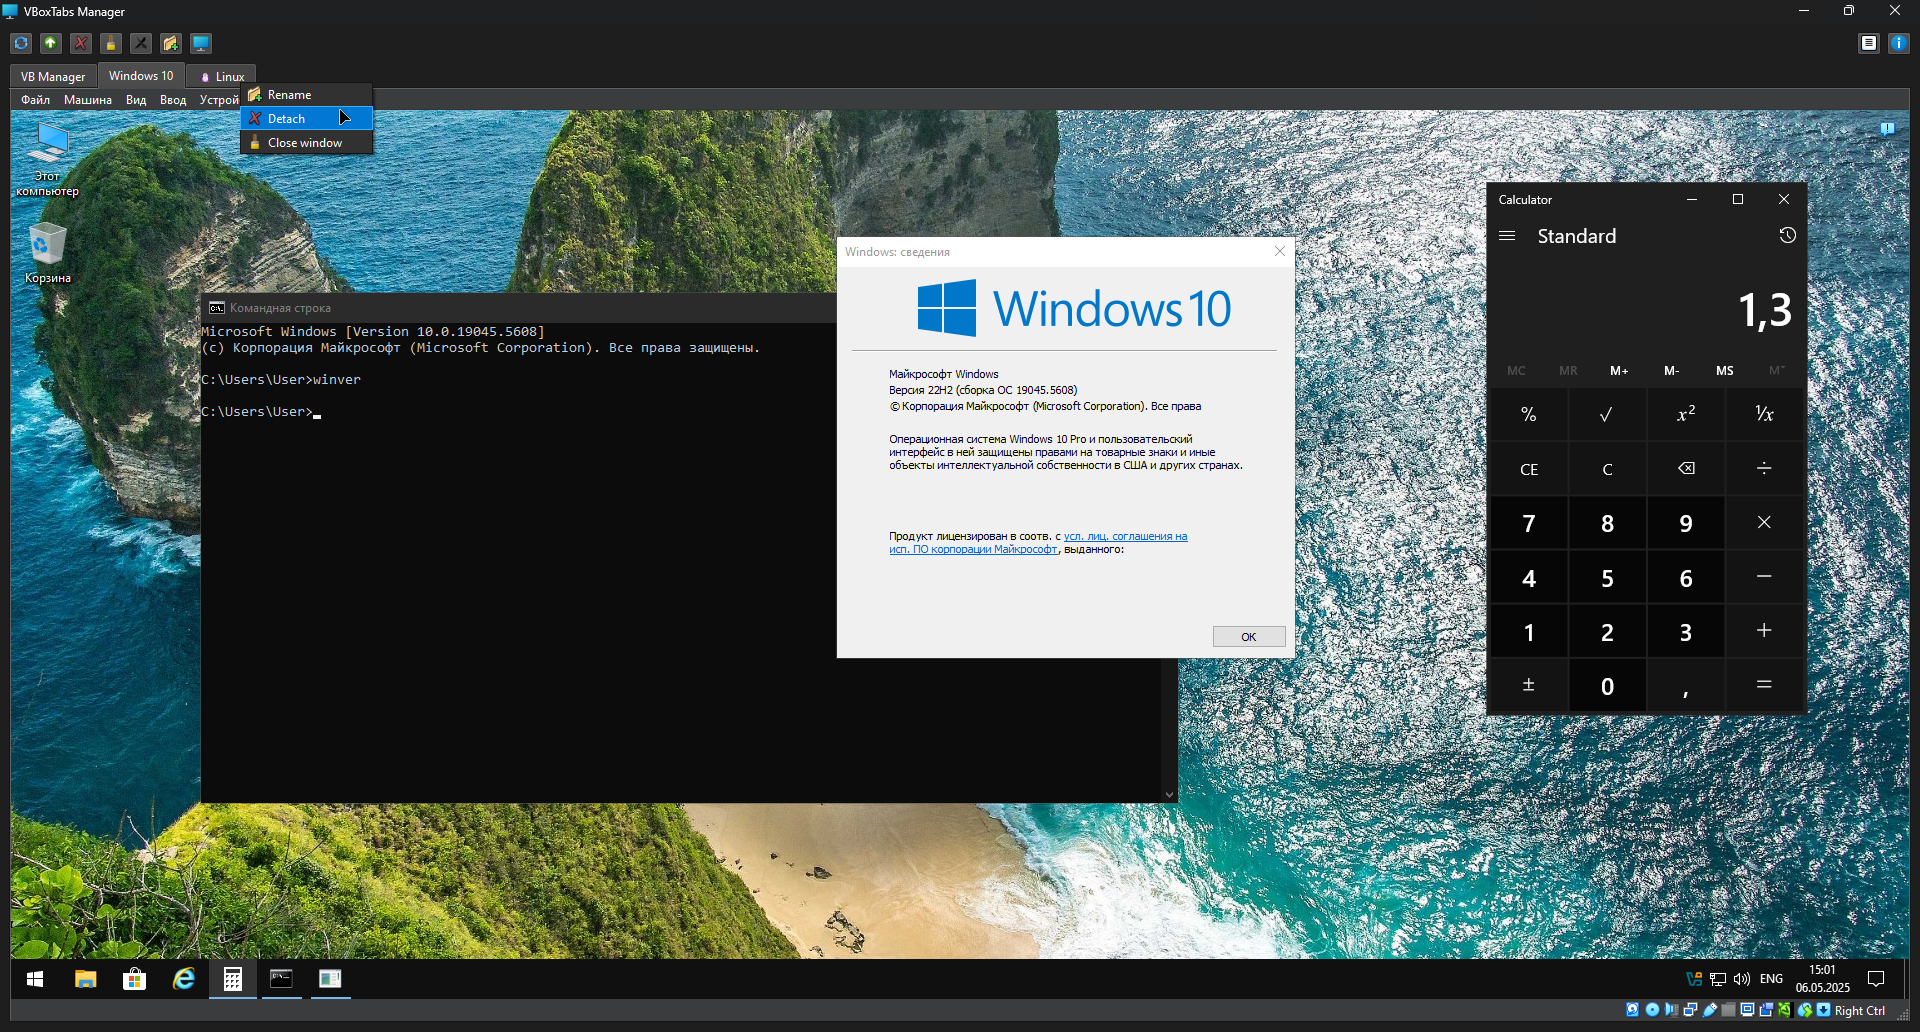 VBoxTabs Manager
VB Manager
Windows 10
Linux
Файл Машина Вид Ввод Устрой
Rename
Detach
Close window
Этот
компьютер
Корзина
Командная строка
Microsoft Windows [Version 10.0.19045.5608]
(c) Корпорация Майкрософт (Microsoft Corporation). Все права защищены.
C:\Users\User>winver
C:\Users\User>
Windows: сведения
Windows 10
Майкрософт Windows
Версия 22H2 (сборка ОС 19045.5608)
© Корпорация Майкрософт (Microsoft Corporation). Все права
Операционная система Windows 10 Pro и пользовательский
интерфейс в ней защищены правами на товарные знаки и иные
объекты интеллектуальной собственности в США и других странах.
Продукт лицензирован в соотв. с усл. лиц. соглашения на
исп. ПО корпорации Майкрософт, выданного:
OK
Calculator
Standard
1,3
MC MR M+ M- MS M˅
% √ x² ¹/x
CE C ⌫ ÷
7 8 9 ×
4 5 6 −
1 2 3 +
± 0 , =
ENG
15:01
06.05.2025
Right Ctrl